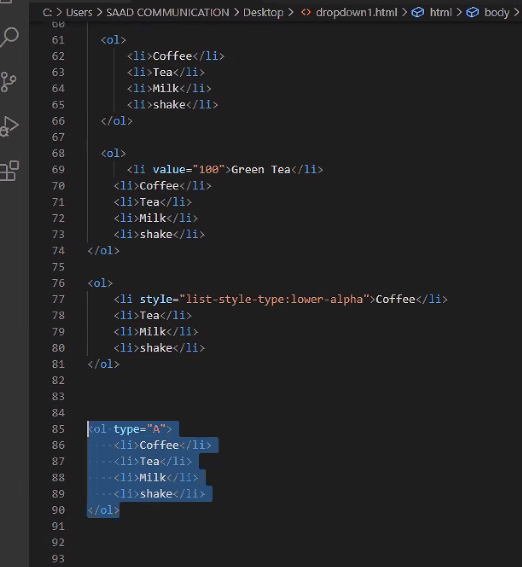 C: > Users > SAAD COMMUNICATION > Desktop > dropdown1.html > html > body >
60
61 <ol>
62 <li>Coffee</li>
63 <li>Tea</li>
64 <li>Milk</li>
65 <li>shake</li>
66 </ol>
67
68 <ol>
69 <li value="100">Green Tea</li>
70 <li>Coffee</li>
71 <li>Tea</li>
72 <li>Milk</li>
73 <li>shake</li>
74 </ol>
75
76 <ol>
77 <li style="list-style-type:lower-alpha">Coffee</li>
78 <li>Tea</li>
79 <li>Milk</li>
80 <li>shake</li>
81 </ol>
82
83
84
85 <ol type="A">
86 <li>Coffee</li>
87 <li>Tea</li>
88 <li>Milk</li>
89 <li>shake</li>
90 </ol>
91
92
93